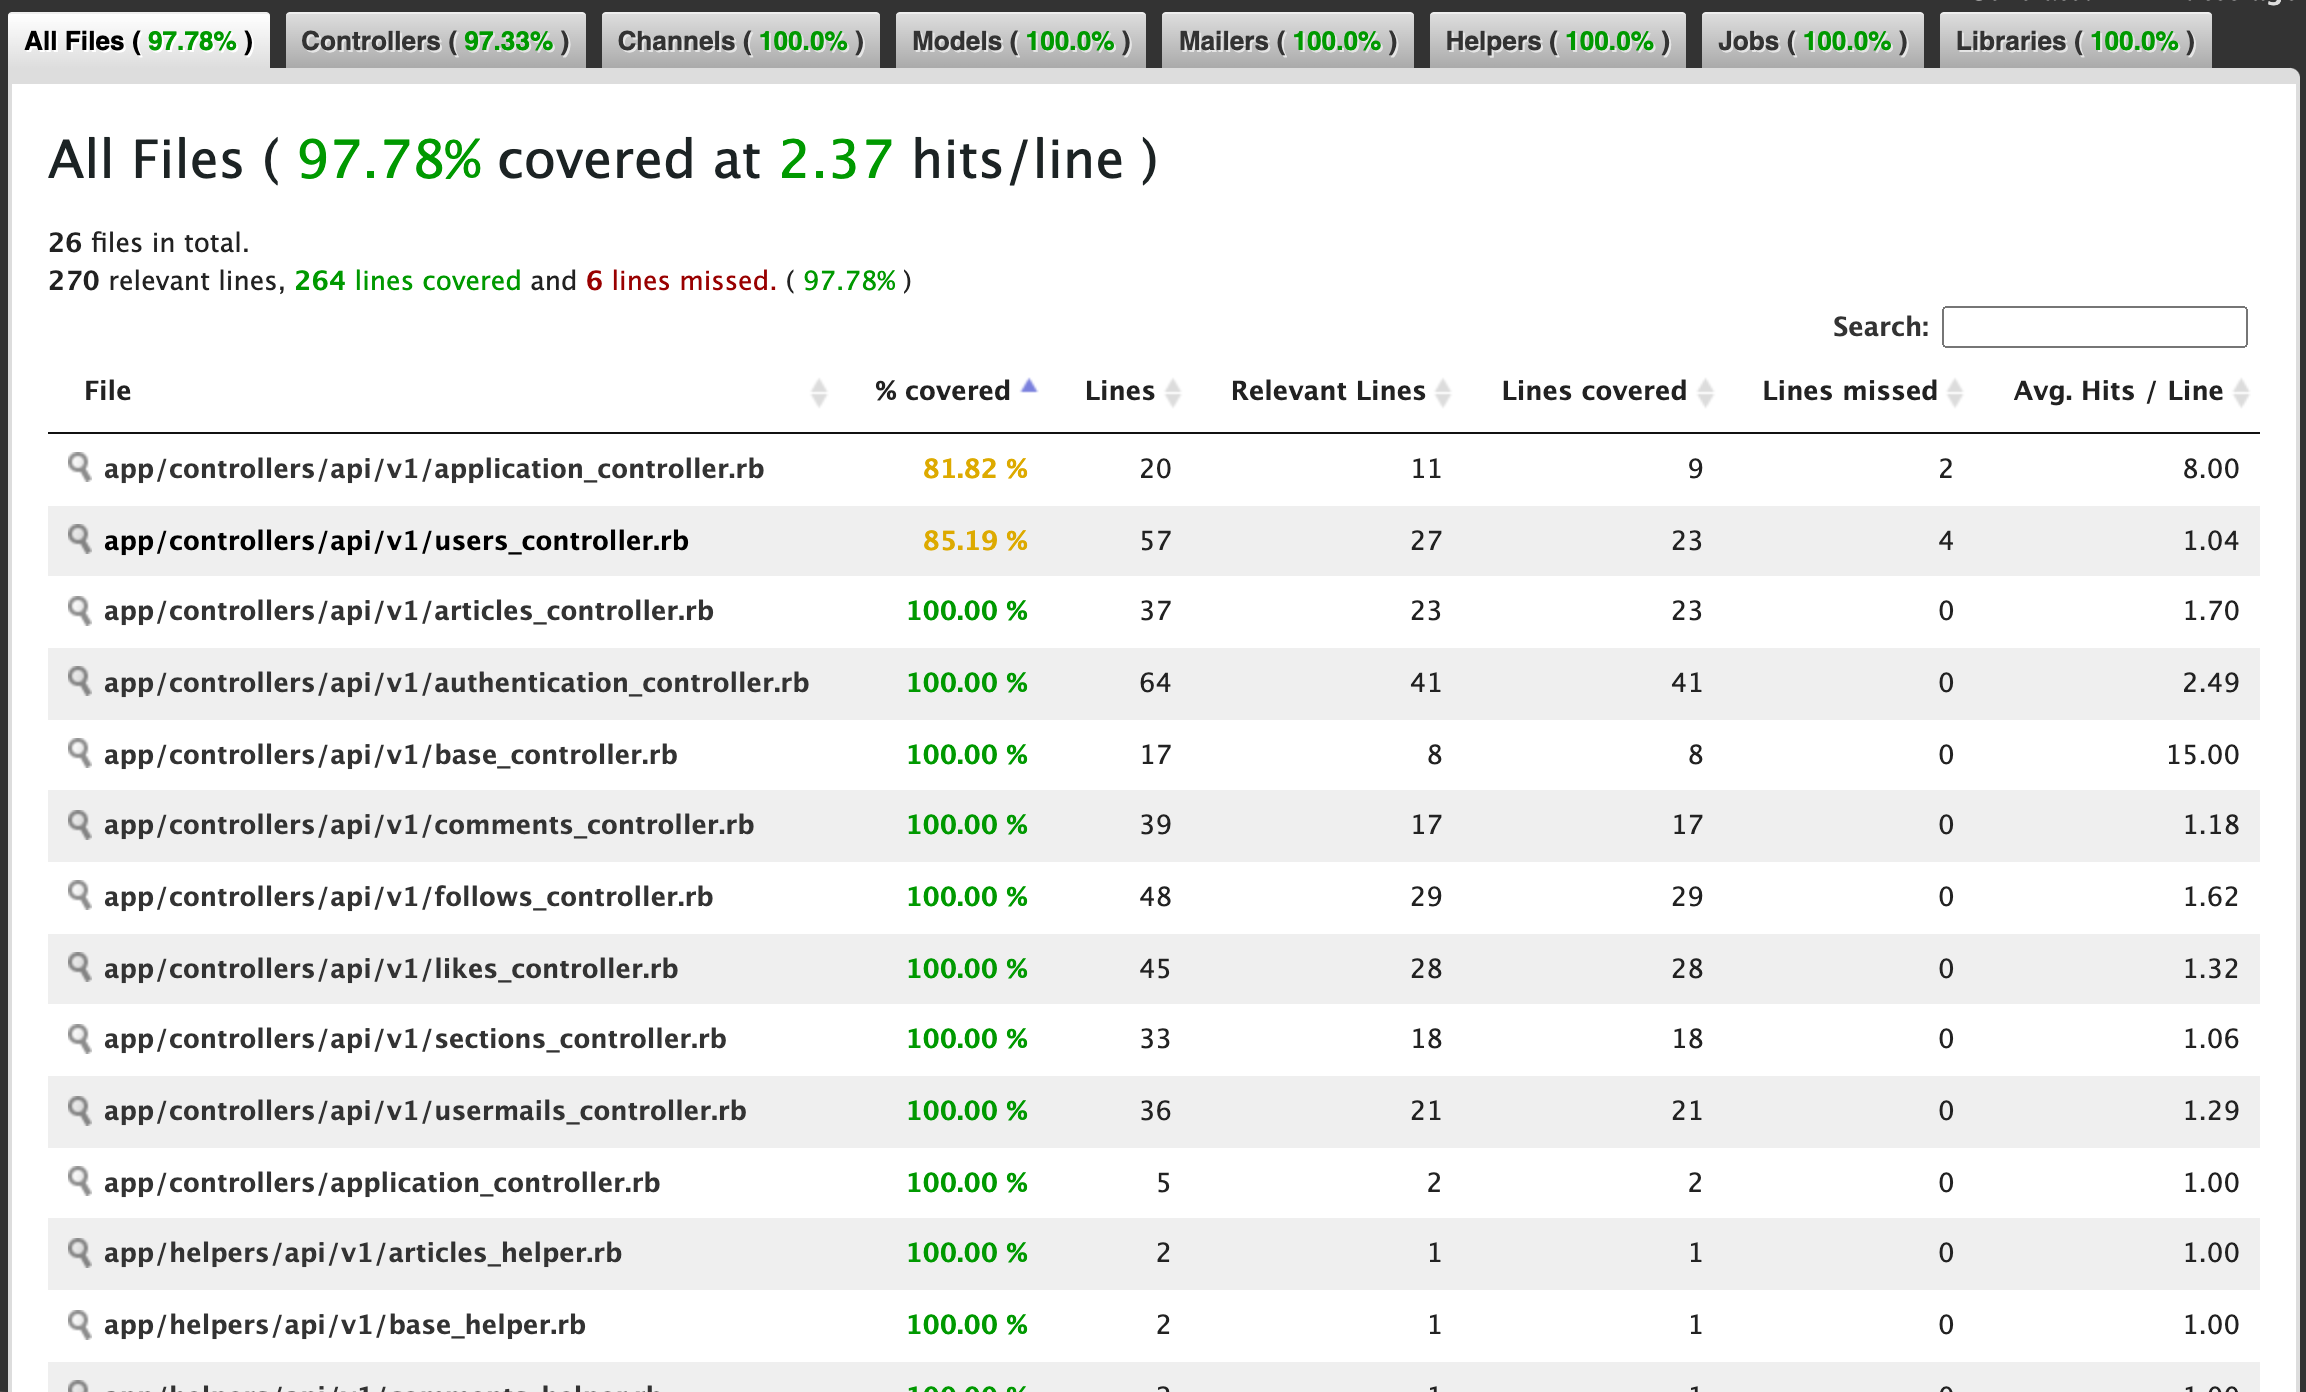 All Files ( 97.78% ) Controllers ( 97.33% ) Channels ( 100.0% ) Models ( 100.0% ) Mailers ( 100.0% ) Helpers ( 100.0% ) Jobs ( 100.0% ) Libraries ( 100.0% )
All Files ( 97.78% covered at 2.37 hits/line )
26 files in total.
270 relevant lines, 264 lines covered and 6 lines missed. ( 97.78% )
Search:
File % covered Lines Relevant Lines Lines covered Lines missed Avg. Hits / Line
app/controllers/api/v1/application_controller.rb 81.82 % 20 11 9 2 8.00
app/controllers/api/v1/users_controller.rb 85.19 % 57 27 23 4 1.04
app/controllers/api/v1/articles_controller.rb 100.00 % 37 23 23 0 1.70
app/controllers/api/v1/authentication_controller.rb 100.00 % 64 41 41 0 2.49
app/controllers/api/v1/base_controller.rb 100.00 % 17 8 8 0 15.00
app/controllers/api/v1/comments_controller.rb 100.00 % 39 17 17 0 1.18
app/controllers/api/v1/follows_controller.rb 100.00 % 48 29 29 0 1.62
app/controllers/api/v1/likes_controller.rb 100.00 % 45 28 28 0 1.32
app/controllers/api/v1/sections_controller.rb 100.00 % 33 18 18 0 1.06
app/controllers/api/v1/usermails_controller.rb 100.00 % 36 21 21 0 1.29
app/controllers/application_controller.rb 100.00 % 5 2 2 0 1.00
app/helpers/api/v1/articles_helper.rb 100.00 % 2 1 1 0 1.00
app/helpers/api/v1/base_helper.rb 100.00 % 2 1 1 0 1.00